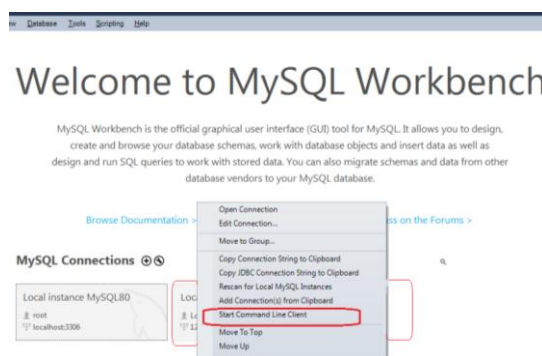 Database Tools Scripting Help
Welcome to MySQL Workbench
MySQL Workbench is the official graphical user interface (GUI) tool for MySQL. It allows you to design,
create and browse your database schemas, work with database objects and insert data as well as
design and run SQL queries to work with stored data. You can also migrate schemas and data from other
database vendors to your MySQL database.
Browse Documentation >
on the Forums >
MySQL Connections
Local instance MySQL80
root
localhost:3306
Open Connection
Edit Connection...
Move to Group...
Copy Connection String to Clipboard
Copy JDBC Connection String to Clipboard
Rescan for Local MySQL Instances
Add Connection(s) from Clipboard
Start Command Line Client
Move To Top
Move Up